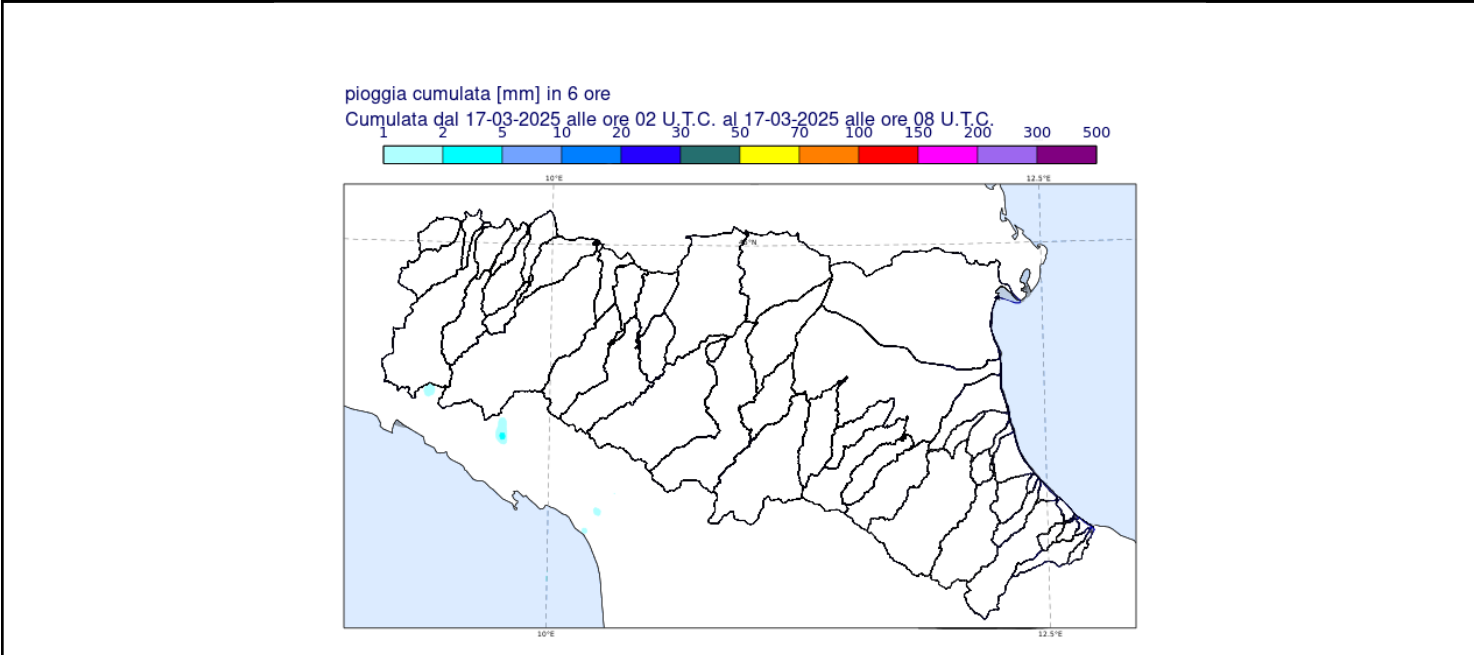 pioggia cumulata [mm] in 6 ore
Cumulata dal 17-03-2025 alle ore 02 U.T.C. al 17-03-2025 alle ore 08 U.T.C.
1 2 5 10 20 30 50 70 100 150 200 300 500
10°E 12.5°E
45°N
10°E 12.5°E